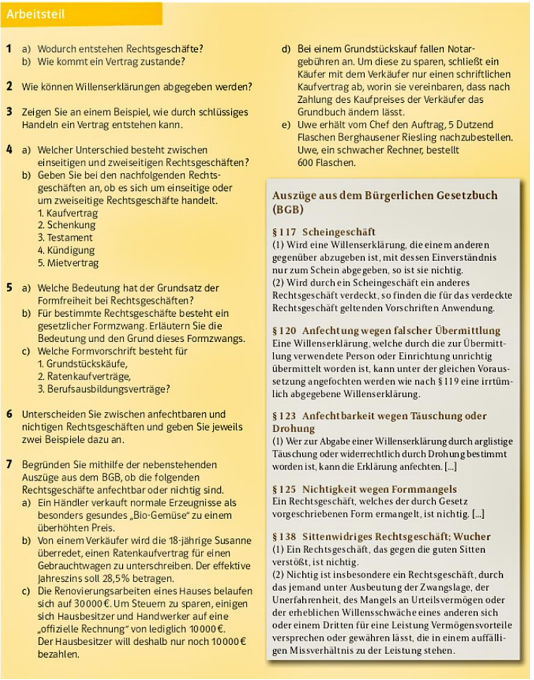 Arbeitsteil
1 a) Wodurch entstehen Rechtsgeschäfte?
b) Wie kommt ein Vertrag zustande?
2 Wie können Willenserklärungen abgegeben werden?
3 Zeigen Sie an einem Beispiel, wie durch schlüssiges
Handeln ein Vertrag entstehen kann.
4 a) Welcher Unterschied besteht zwischen
einseitigen und zweiseitigen Rechtsgeschäften?
b) Geben Sie bei den nachfolgenden Rechts-
geschäften an, ob es sich um einseitige oder
um zweiseitige Rechtsgeschäfte handelt.
1. Kaufvertrag
2. Schenkung
3. Testament
4. Kündigung
5. Mietvertrag
5 a) Welche Bedeutung hat der Grundsatz der
Formfreiheit bei Rechtsgeschäften?
b) Für bestimmte Rechtsgeschäfte besteht ein
gesetzlicher Formzwang. Erläutern Sie die
Bedeutung und den Grund dieses Formzwangs.
c) Welche Formvorschrift besteht für
1. Grundstückskäufe,
2. Ratenkaufverträge,
3. Berufsausbildungsverträge?
6 Unterscheiden Sie zwischen anfechtbaren und
nichtigen Rechtsgeschäften und geben Sie jeweils
zwei Beispiele dazu an.
7 Begründen Sie mithilfe der nebenstehenden
Auszüge aus dem BGB, ob die folgenden
Rechtsgeschäfte anfechtbar oder nichtig sind.
a) Ein Händler verkauft normale Erzeugnisse als
besonders gesundes „Bio-Gemüse“ zu einem
überhöhten Preis.
b) Von einem Verkäufer wird die 18-jährige Susanne
überredet, einen Ratenkaufvertrag für einen
Gebrauchtwagen zu unterschreiben. Der effektive
Jahreszins soll 28,5% betragen.
c) Die Renovierungsarbeiten eines Hauses belaufen
sich auf 30000€. Um Steuern zu sparen, einigen
sich Hausbesitzer und Handwerker auf eine
„offizielle Rechnung“ von lediglich 10000€.
Der Hausbesitzer will deshalb nur noch 10000€
bezahlen.
d) Bei einem Grundstückskauf fallen Notar-
gebühren an. Um diese zu sparen, schließt ein
Käufer mit dem Verkäufer nur einen schriftlichen
Kaufvertrag ab, worin sie vereinbaren, dass nach
Zahlung des Kaufpreises der Verkäufer das
Grundbuch ändern lässt.
e) Uwe erhält vom Chef den Auftrag, 5 Dutzend
Flaschen Berghausener Riesling nachzubestellen.
Uwe, ein schwacher Rechner, bestellt
600 Flaschen.
Auszüge aus dem Bürgerlichen Gesetzbuch
(BGB)
§ 117 Scheingeschäft
(1) Wird eine Willenserklärung, die einem anderen
gegenüber abzugeben ist, mit dessen Einverständnis
nur zum Schein abgegeben, so ist sie nichtig.
(2) Wird durch ein Scheingeschäft ein anderes
Rechtsgeschäft verdeckt, so finden die für das verdeckte
Rechtsgeschäft geltenden Vorschriften Anwendung.
§ 120 Anfechtung wegen falscher Übermittlung
Eine Willenserklärung, welche durch die zur Übermitt-
lung verwendete Person oder Einrichtung unrichtig
übermittelt worden ist, kann unter der gleichen Voraus-
setzung angefochten werden wie nach § 119 eine irrtüm-
lich abgegebene Willenserklärung.
§ 123 Anfechtbarkeit wegen Täuschung oder
Drohung
(1) Wer zur Abgabe einer Willenserklärung durch arglistige
Täuschung oder widerrechtlich durch Drohung bestimmt
worden ist, kann die Erklärung anfechten. [...]
§ 125 Nichtigkeit wegen Formmangels
Ein Rechtsgeschäft, welches der durch Gesetz
vorgeschriebenen Form ermangelt, ist nichtig. [...]
§ 138 Sittenwidriges Rechtsgeschäft; Wucher
(1) Ein Rechtsgeschäft, das gegen die guten Sitten
verstößt, ist nichtig.
(2) Nichtig ist insbesondere ein Rechtsgeschäft, durch
das jemand unter Ausbeutung der Zwangslage, der
Unerfahrenheit, des Mangels an Urteilsvermögen oder
der erheblichen Willensschwäche eines anderen sich
oder einem Dritten für eine Leistung Vermögensvorteile
versprechen oder gewähren lässt, die in einem auffälli-
gen Missverhältnis zu der Leistung stehen.